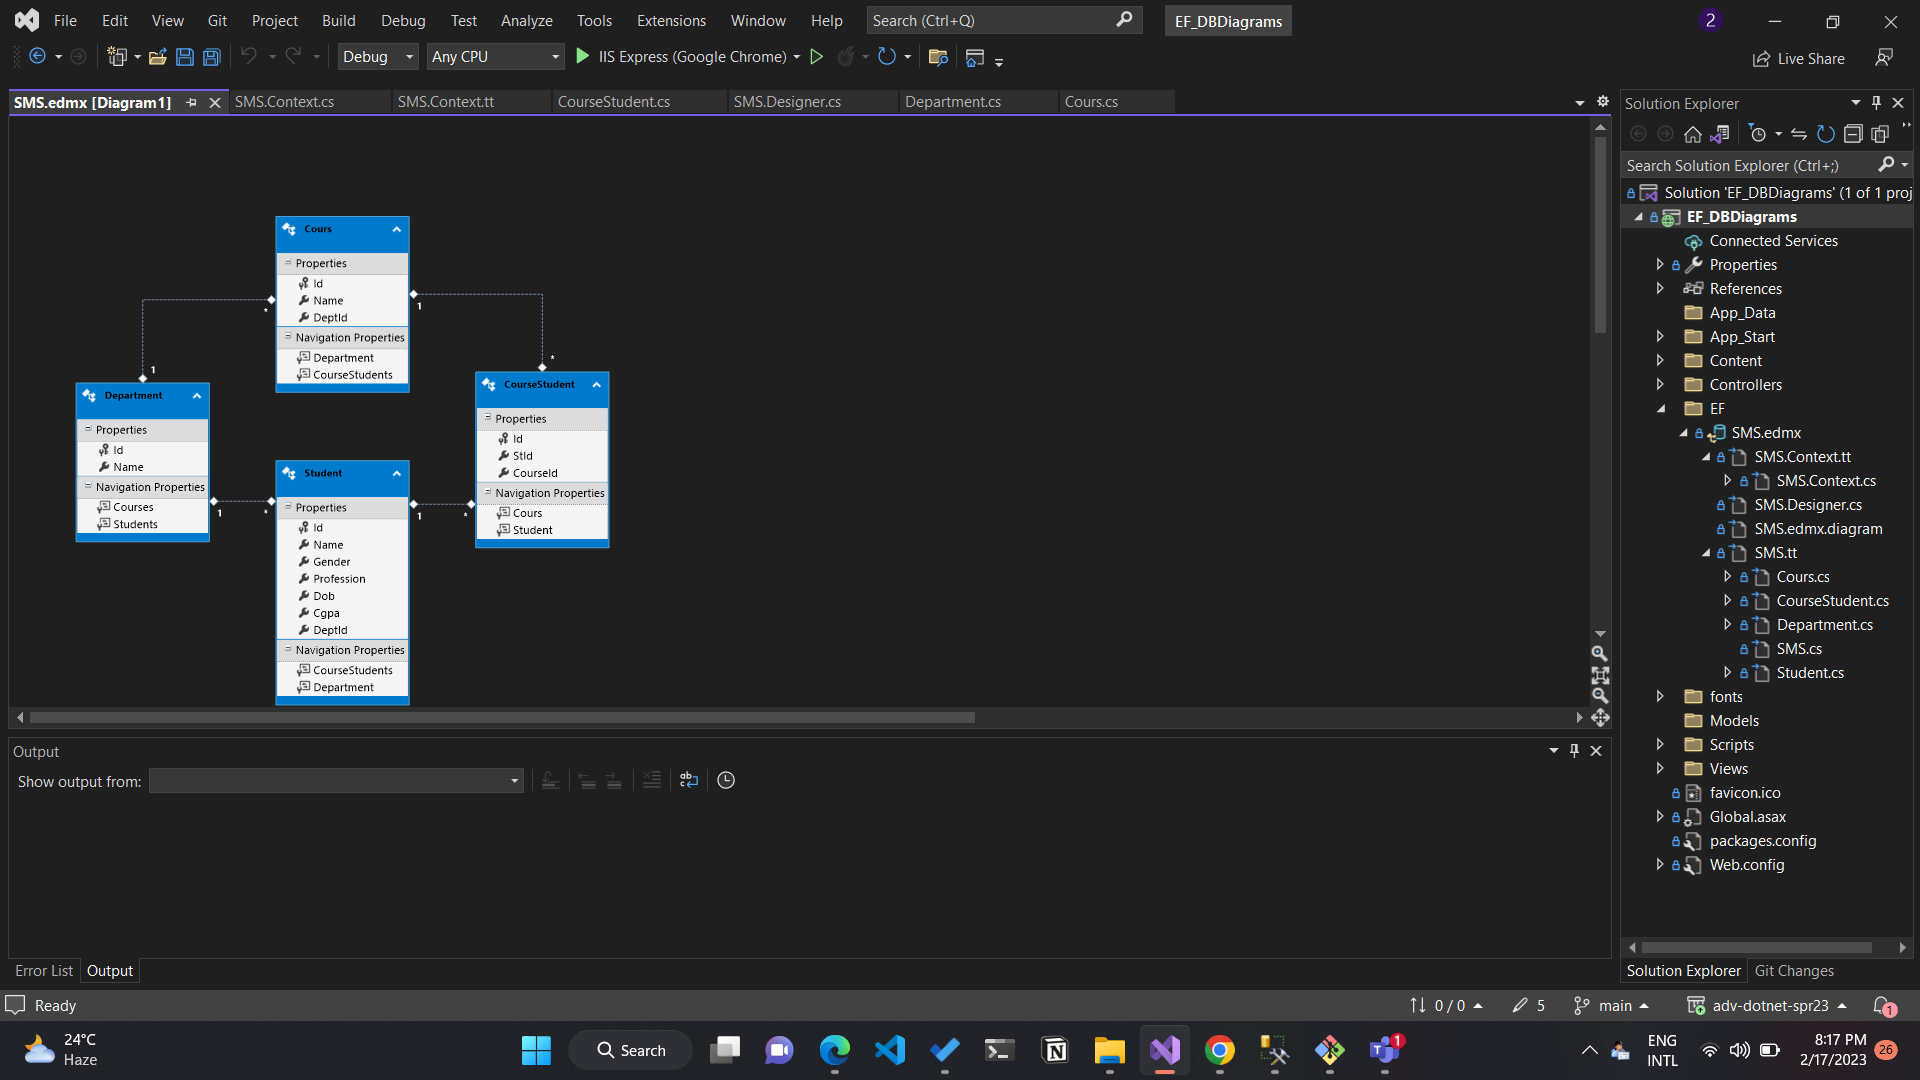 File Edit View Git Project Build Debug Test Analyze Tools Extensions Window Help Search (Ctrl+Q) EF_DBDiagrams 2
Debug Any CPU IIS Express (Google Chrome) Live Share
SMS.edmx [Diagram1] SMS.Context.cs SMS.Context.tt CourseStudent.cs SMS.Designer.cs Department.cs Cours.cs
Cours
Properties
Id
Name
DeptId
Navigation Properties
Department
CourseStudents
* 1
1 *
Department
Properties
Id
Name
Navigation Properties
Courses
Students
1 *
Student
Properties
Id
Name
Gender
Profession
Dob
Cgpa
DeptId
Navigation Properties
CourseStudents
Department
1 *
CourseStudent
Properties
Id
StId
CourseId
Navigation Properties
Cours
Student
Output
Show output from:
Error List Output
Solution Explorer
Search Solution Explorer (Ctrl+;)
Solution 'EF_DBDiagrams' (1 of 1 proj
EF_DBDiagrams
Connected Services
Properties
References
App_Data
App_Start
Content
Controllers
EF
SMS.edmx
SMS.Context.tt
SMS.Context.cs
SMS.Designer.cs
SMS.edmx.diagram
SMS.tt
Cours.cs
CourseStudent.cs
Department.cs
SMS.cs
Student.cs
fonts
Models
Scripts
Views
favicon.ico
Global.asax
packages.config
Web.config
Solution Explorer Git Changes
Ready 0 / 0 5 main adv-dotnet-spr23 1
24°C
Haze
Search
1
ENG
INTL
8:17 PM
2/17/2023
26